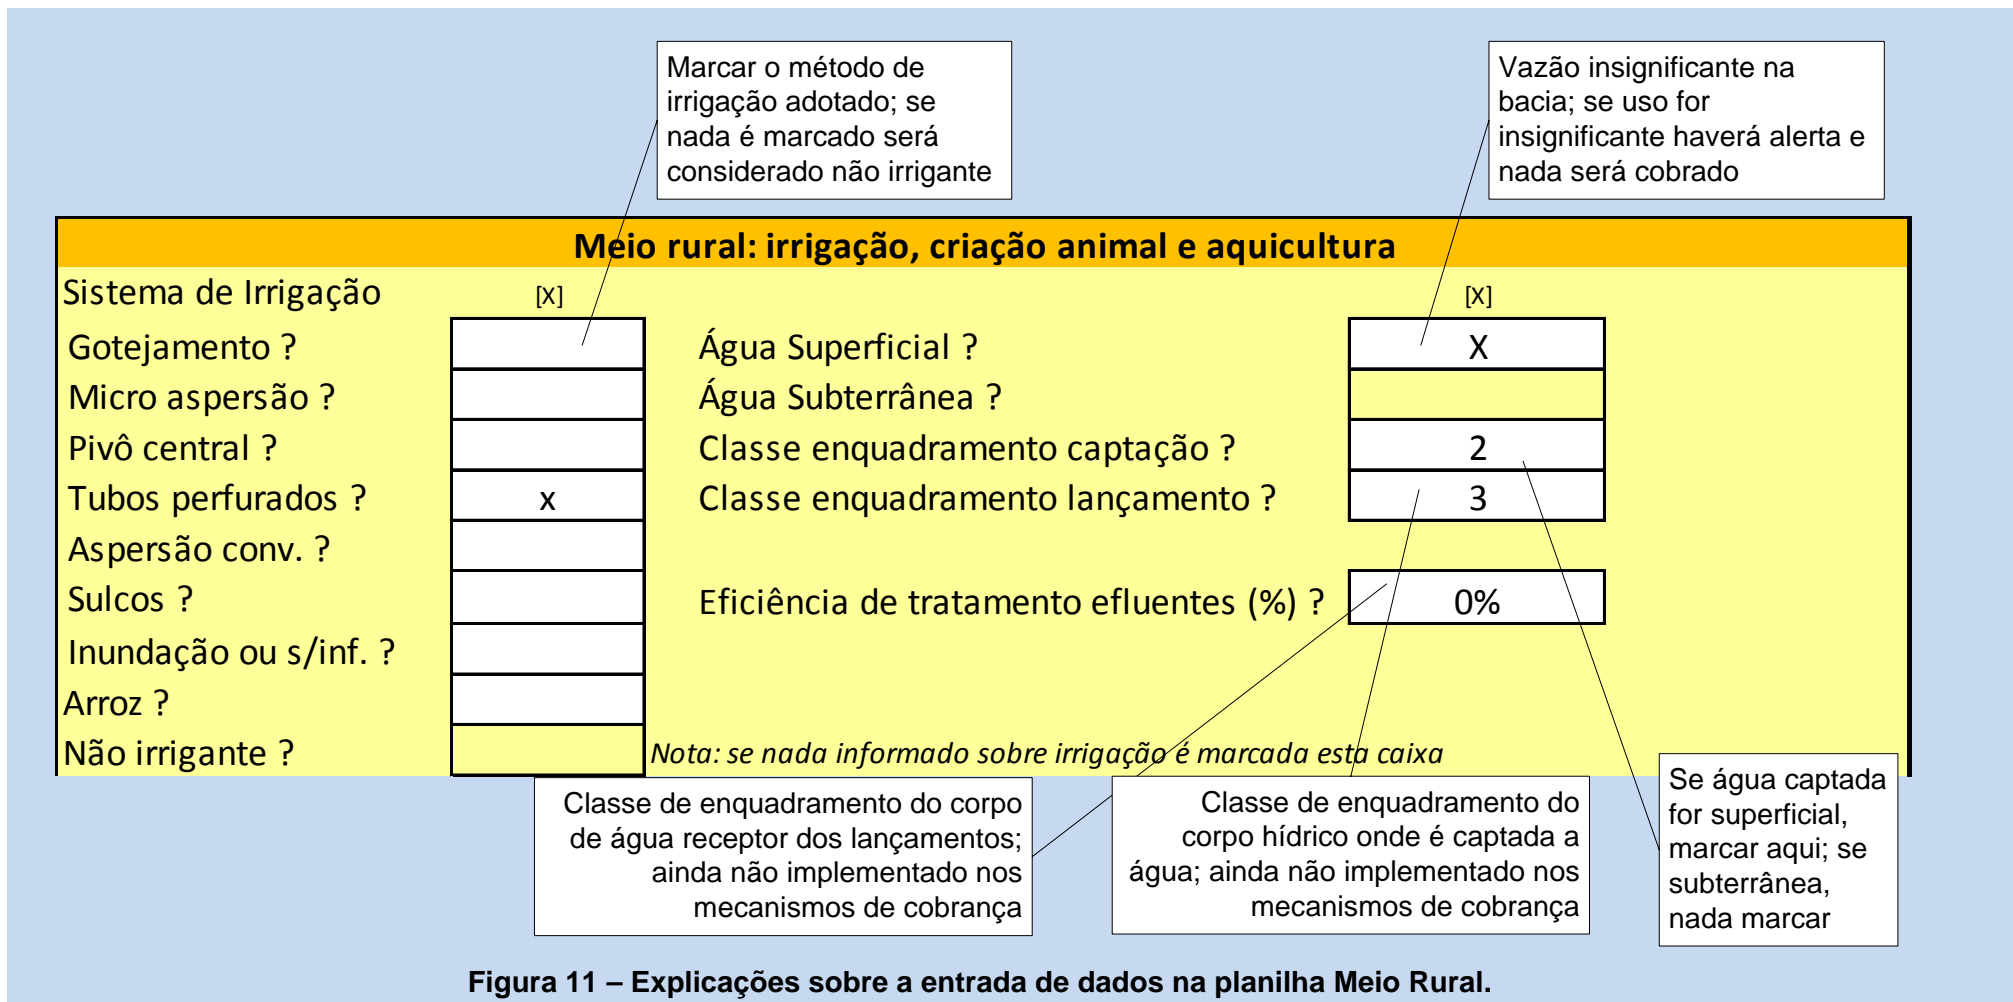 Marcar o método de
irrigação adotado; se
nada é marcado será
considerado não irrigante
Vazão insignificante na
bacia; se uso for
insignificante haverá alerta e
nada será cobrado
Meio rural: irrigação, criação animal e aquicultura
Sistema de Irrigação [X] [X]
Gotejamento ? Água Superficial ? X
Micro aspersão ? Água Subterrânea ?
Pivô central ? Classe enquadramento captação ? 2
Tubos perfurados ? x Classe enquadramento lançamento ? 3
Aspersão conv. ?
Sulcos ? Eficiência de tratamento efluentes (%) ? 0%
Inundação ou s/inf. ?
Arroz ?
Não irrigante ? Nota: se nada informado sobre irrigação é marcada esta caixa
Classe de enquadramento do corpo
de água receptor dos lançamentos;
ainda não implementado nos
mecanismos de cobrança
Classe de enquadramento do
corpo hídrico onde é captada a
água; ainda não implementado nos
mecanismos de cobrança
Se água captada
for superficial,
marcar aqui; se
subterrânea,
nada marcar
Figura 11 – Explicações sobre a entrada de dados na planilha Meio Rural.